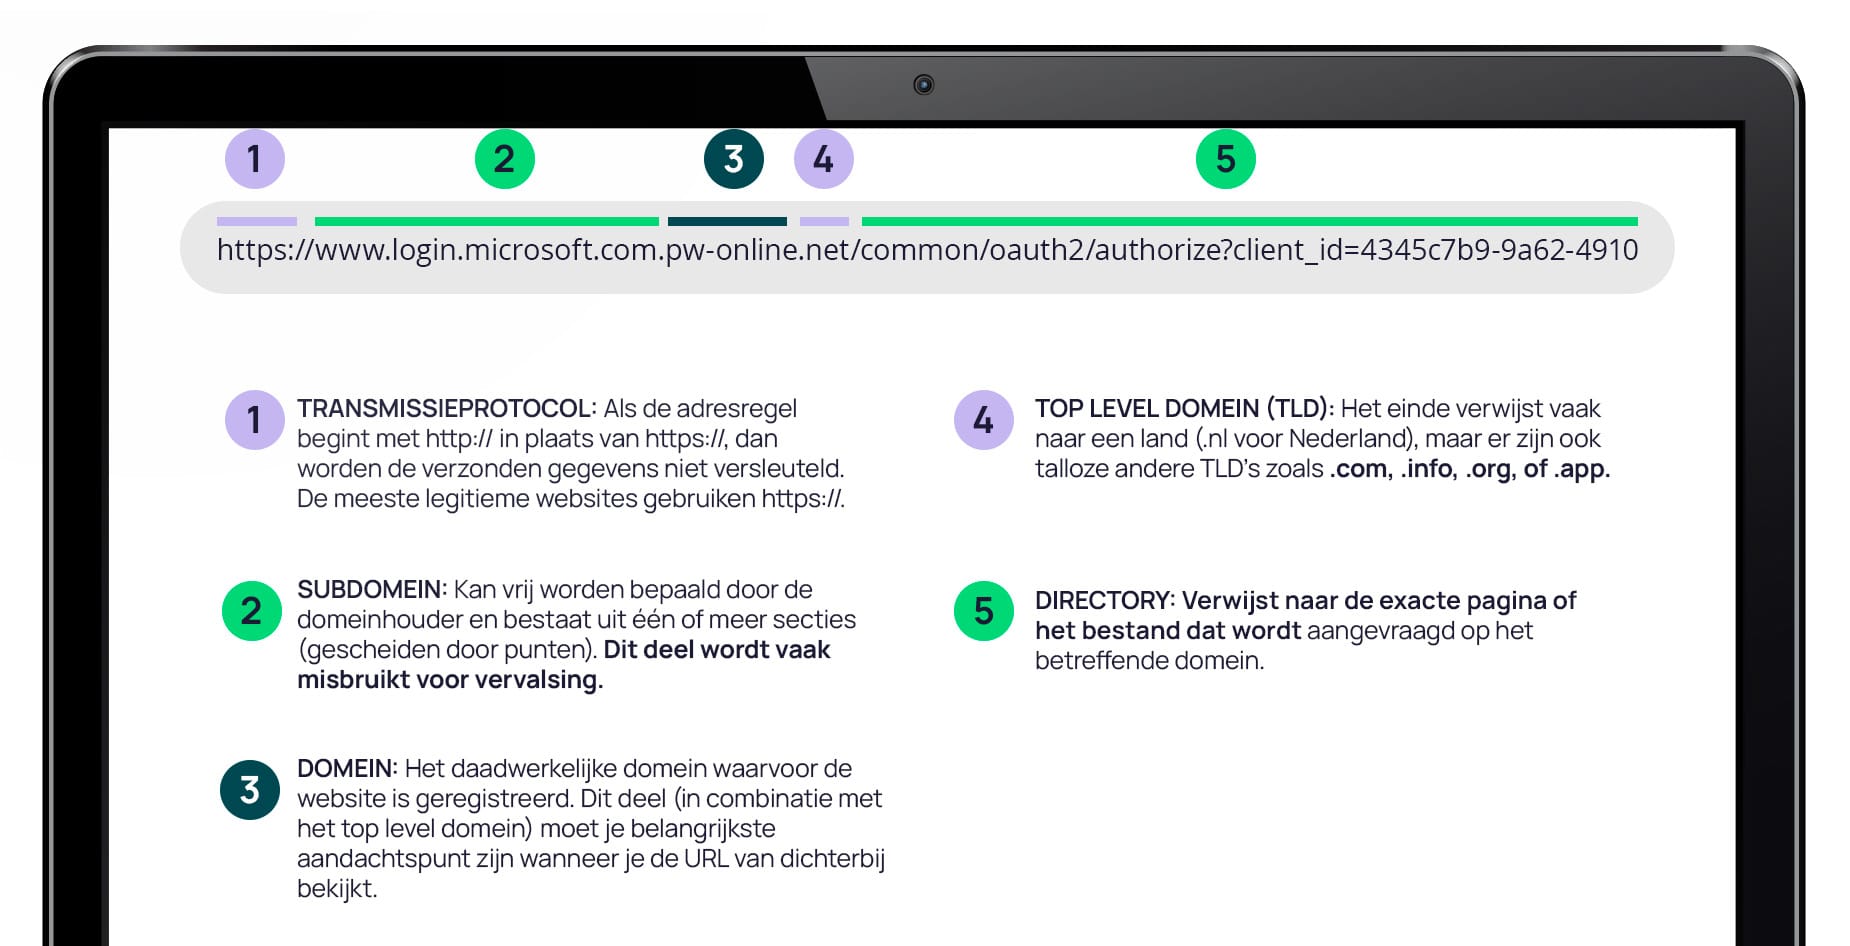 1 2 3 4 5
https://www.login.microsoft.com.pw-online.net/common/oauth2/authorize?client_id=4345c7b9-9a62-4910
1
TRANSMISSIEPROTOCOL: Als de adresregel
begint met http:// in plaats van https://, dan
worden de verzonden gegevens niet versleuteld.
De meeste legitieme websites gebruiken https://.
2
SUBDOMEIN: Kan vrij worden bepaald door de
domeinhouder en bestaat uit één of meer secties
(gescheiden door punten). Dit deel wordt vaak
misbruikt voor vervalsing.
3
DOMEIN: Het daadwerkelijke domein waarvoor de
website is geregistreerd. Dit deel (in combinatie met
het top level domein) moet je belangrijkste
aandachtspunt zijn wanneer je de URL van dichterbij
bekijkt.
4
TOP LEVEL DOMEIN (TLD): Het einde verwijst vaak
naar een land (.nl voor Nederland), maar er zijn ook
talloze andere TLD's zoals .com, .info, .org, of .app.
5
DIRECTORY: Verwijst naar de exacte pagina of
het bestand dat wordt aangevraagd op het
betreffende domein.